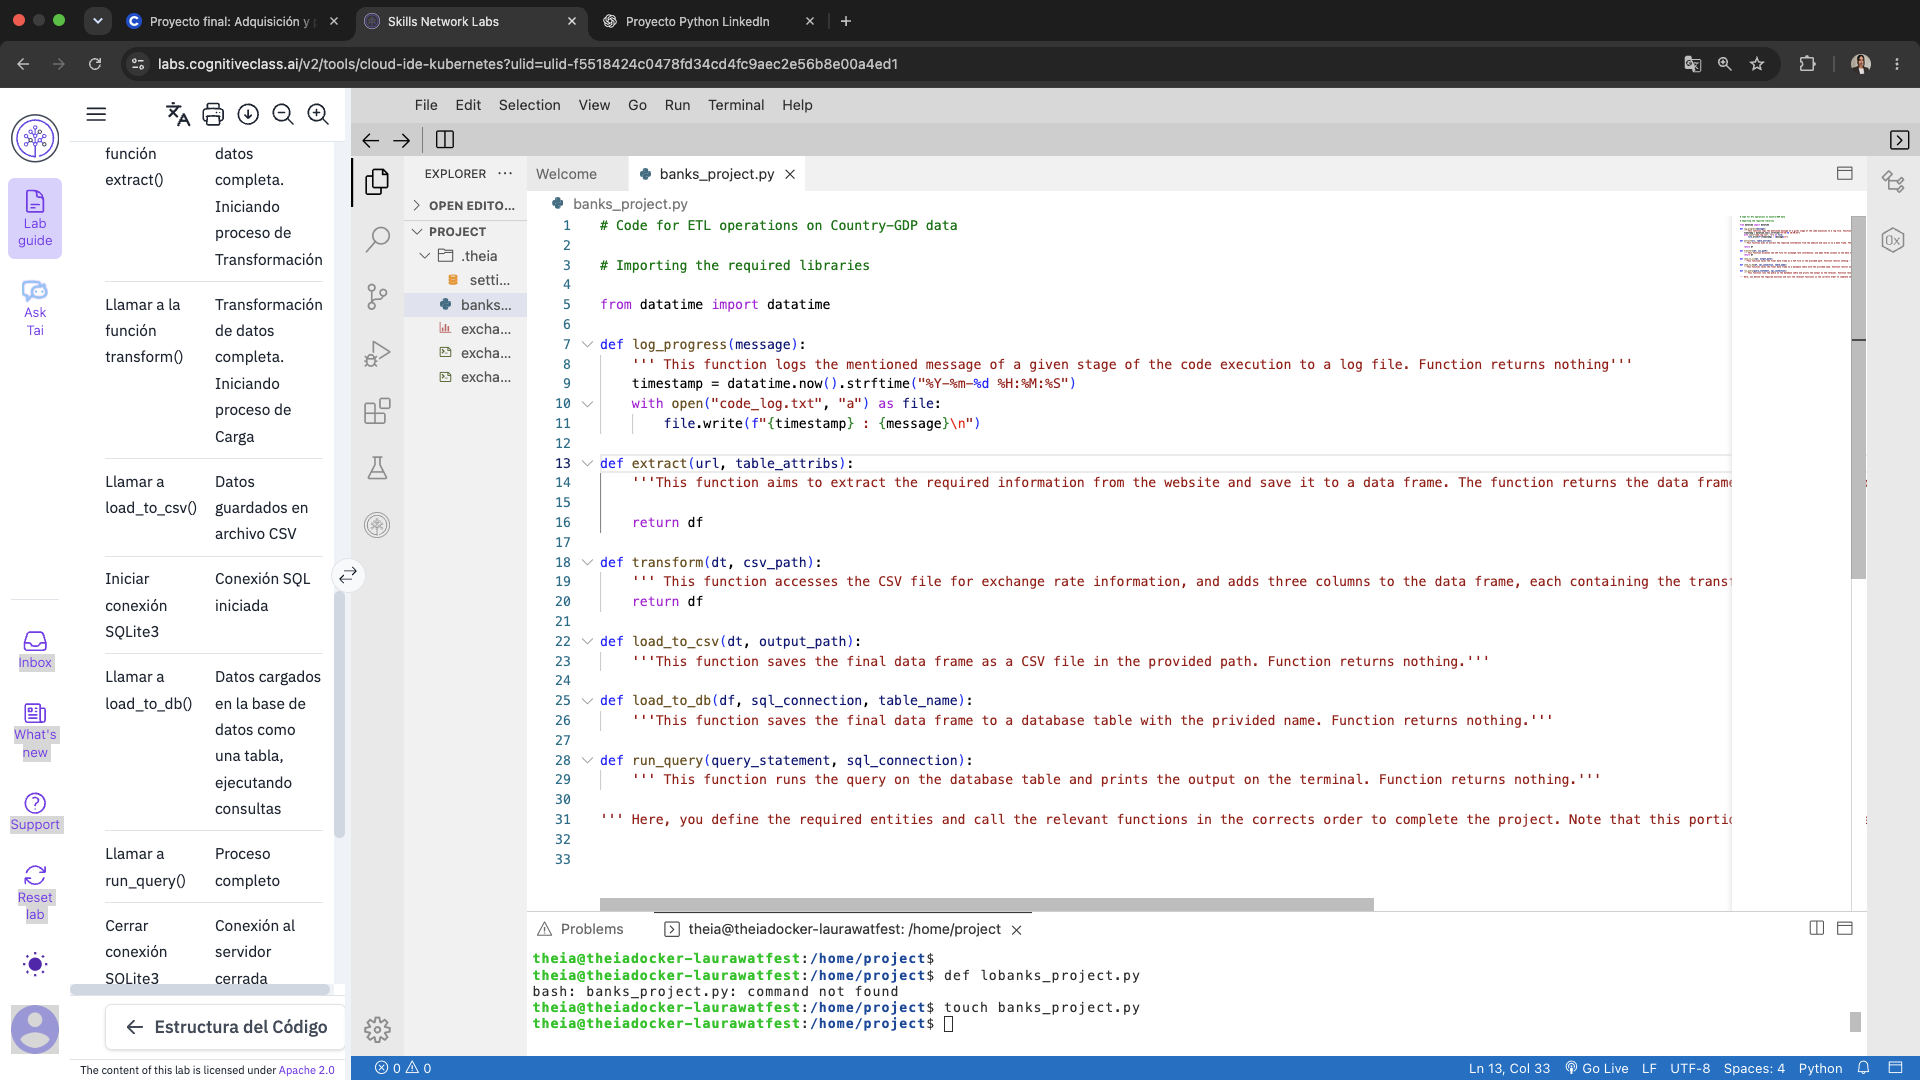 Proyecto final: Adquisición y
Skills Network Labs
Proyecto Python LinkedIn
labs.cognitiveclass.ai/v2/tools/cloud-ide-kubernetes?ulid=ulid-f5518424c0478fd34cd4fc9aec2e56b8e00a4ed1
Lab
guide
Ask
Tai
Inbox
What's
new
Support
Reset
lab
función
extract()
datos
completa.
Iniciando
proceso de
Transformación
Llamar a la
función
transform()
Transformación
de datos
completa.
Iniciando
proceso de
Carga
Llamar a
load_to_csv()
Datos
guardados en
archivo CSV
Iniciar
conexión
SQLite3
Conexión SQL
iniciada
Llamar a
load_to_db()
Datos cargados
en la base de
datos como
una tabla,
ejecutando
consultas
Llamar a
run_query()
Proceso
completo
Cerrar
conexión
SQLite3
Conexión al
servidor
cerrada
Estructura del Código
The content of this lab is licensed under Apache 2.0
File Edit Selection View Go Run Terminal Help
EXPLORER
OPEN EDITO...
PROJECT
.theia
setti...
banks...
excha...
excha...
excha...
Welcome
banks_project.py
banks_project.py
1 # Code for ETL operations on Country-GDP data
2
3 # Importing the required libraries
4
5 from datatime import datatime
6
7 def log_progress(message):
8 ''' This function logs the mentioned message of a given stage of the code execution to a log file. Function returns nothing'''
9 timestamp = datatime.now().strftime("%Y-%m-%d %H:%M:%S")
10 with open("code_log.txt", "a") as file:
11 file.write(f"{timestamp} : {message}\n")
12
13 def extract(url, table_attribs):
14 '''This function aims to extract the required information from the website and save it to a data frame. The function returns the data fram
15
16 return df
17
18 def transform(dt, csv_path):
19 ''' This function accesses the CSV file for exchange rate information, and adds three columns to the data frame, each containing the trans
20 return df
21
22 def load_to_csv(dt, output_path):
23 '''This function saves the final data frame as a CSV file in the provided path. Function returns nothing.'''
24
25 def load_to_db(df, sql_connection, table_name):
26 '''This function saves the final data frame to a database table with the privided name. Function returns nothing.'''
27
28 def run_query(query_statement, sql_connection):
29 ''' This function runs the query on the database table and prints the output on the terminal. Function returns nothing.'''
30
31 ''' Here, you define the required entities and call the relevant functions in the corrects order to complete the project. Note that this porti
32
33
Problems
theia@theiadocker-laurawatfest: /home/project
theia@theiadocker-laurawatfest:/home/project$
theia@theiadocker-laurawatfest:/home/project$ def lobanks_project.py
bash: banks_project.py: command not found
theia@theiadocker-laurawatfest:/home/project$ touch banks_project.py
theia@theiadocker-laurawatfest:/home/project$
0 0
Ln 13, Col 33 Go Live LF UTF-8 Spaces: 4 Python